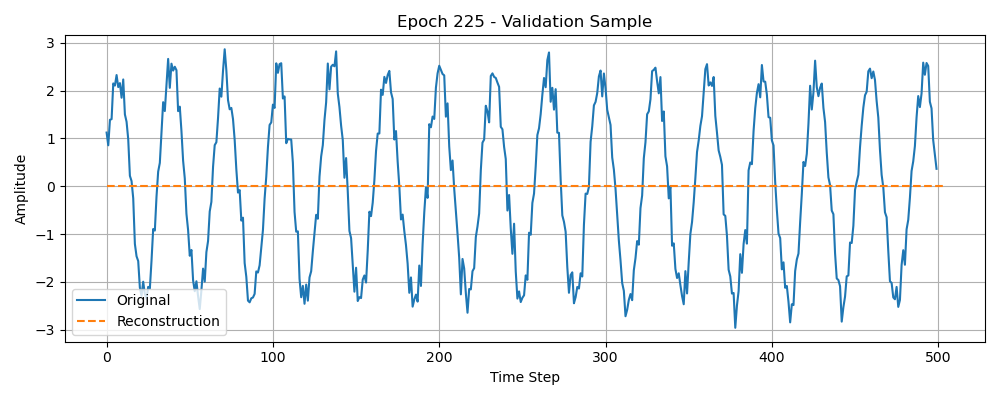 Epoch 225 - Validation Sample
3
2
1
0
−1
−2
−3
Amplitude
Original
Reconstruction
0
100
200
300
400
500
Time Step